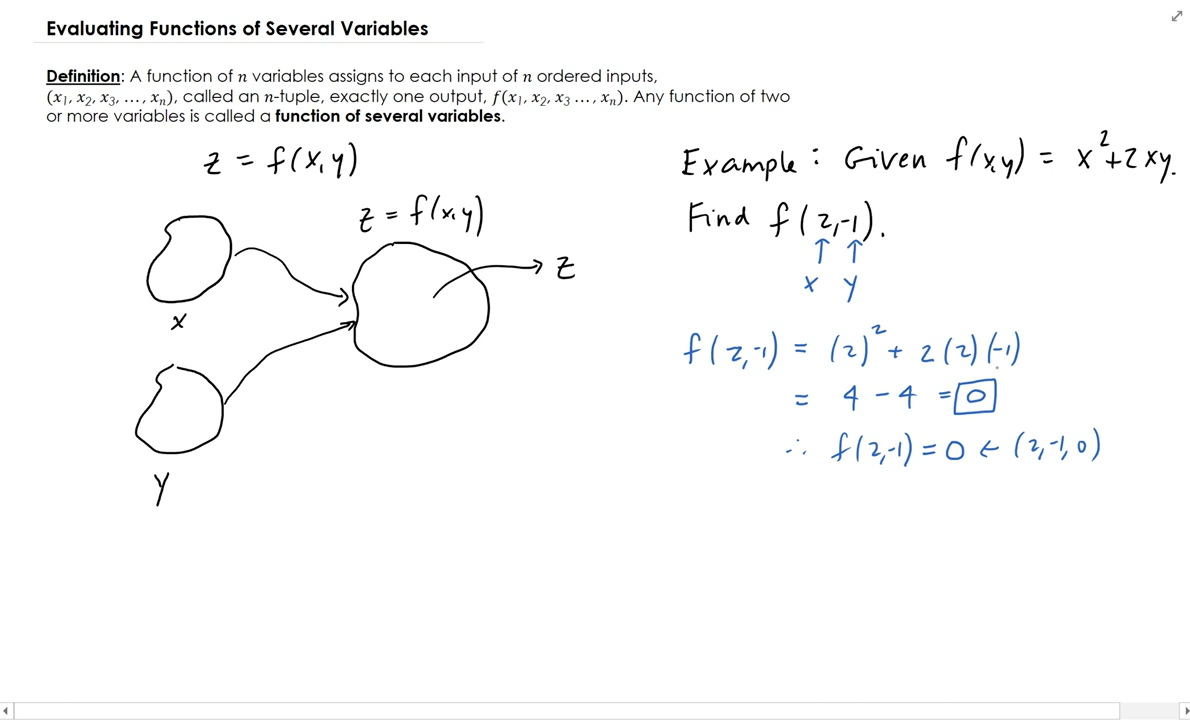 Evaluating Functions of Several Variables
Definition: A function of n variables assigns to each input of n ordered inputs,
(x₁, x₂, x₃, …, xₙ), called an n-tuple, exactly one output, f(x₁, x₂, x₃ …, xₙ). Any function of two
or more variables is called a function of several variables.
z = f(x,y)
z = f(x,y)
z
x
y
Example: Given f(x,y) = x²+2xy.
Find f(2,-1).
↑ ↑
x y
f(2,-1) = (2)² + 2(2)(-1)
= 4 - 4 = 0
∴ f(2,-1) = 0 ← (2,-1,0)